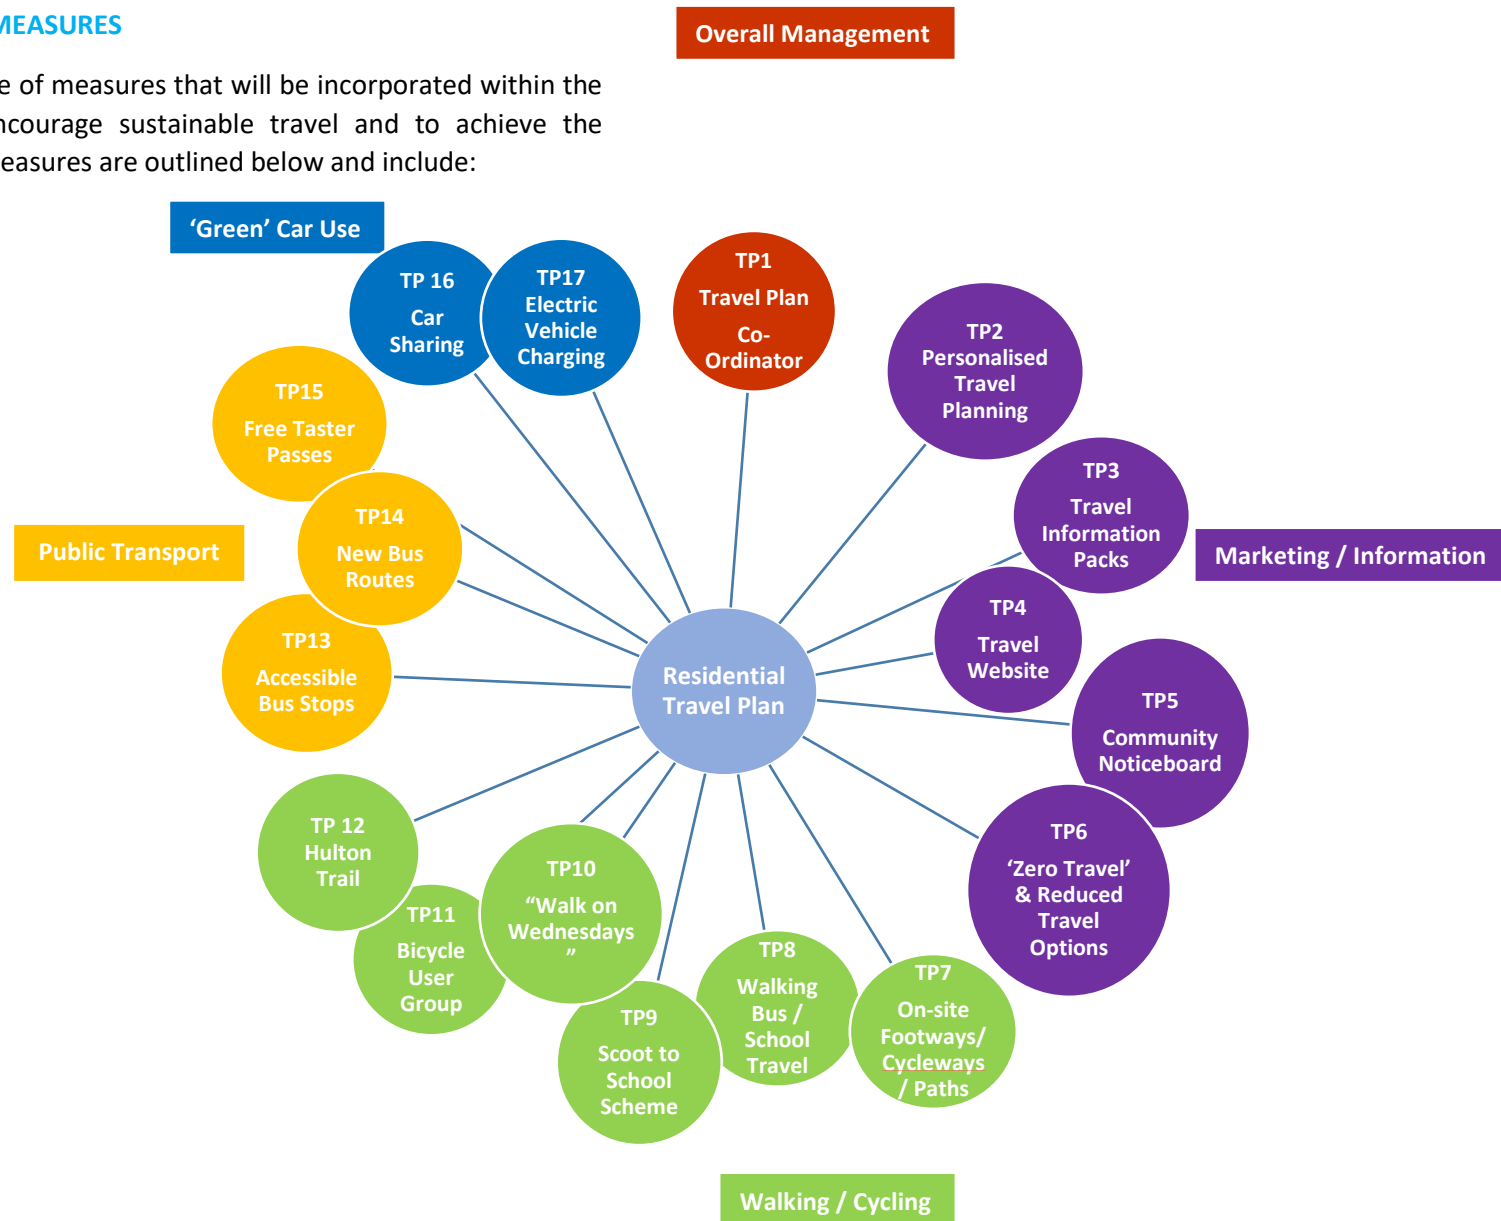 MEASURES
Overall Management
e of measures that will be incorporated within the
ncourage sustainable travel and to achieve the
easures are outlined below and include:
‘Green’ Car Use
TP 16
Car
Sharing
TP17
Electric
Vehicle
Charging
TP1
Travel Plan
Co-
Ordinator
TP2
Personalised
Travel
Planning
TP15
Free Taster
Passes
TP3
Travel
Information
Packs
TP14
New Bus
Routes
Public Transport
Marketing / Information
TP4
Travel
Website
TP13
Accessible
Bus Stops
Residential
Travel Plan
TP5
Community
Noticeboard
TP6
‘Zero Travel’
& Reduced
Travel
Options
TP 12
Hulton
Trail
TP11
Bicycle
User
Group
TP10
“Walk on
Wednesdays
”
TP9
Scoot to
School
Scheme
TP8
Walking
Bus /
School
Travel
TP7
On-site
Footways/
Cycleways
/ Paths
Walking / Cycling